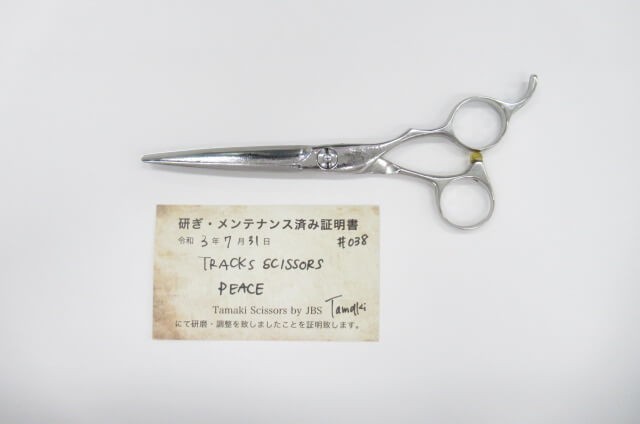 研ぎ・メンテナンス済み証明書
令和 3年 7月 31日 #038
TRACKS SCISSORS
PEACE
Tamaki Scissors by JBS Tamaki
にて研磨・調整を致しましたことを証明致します。